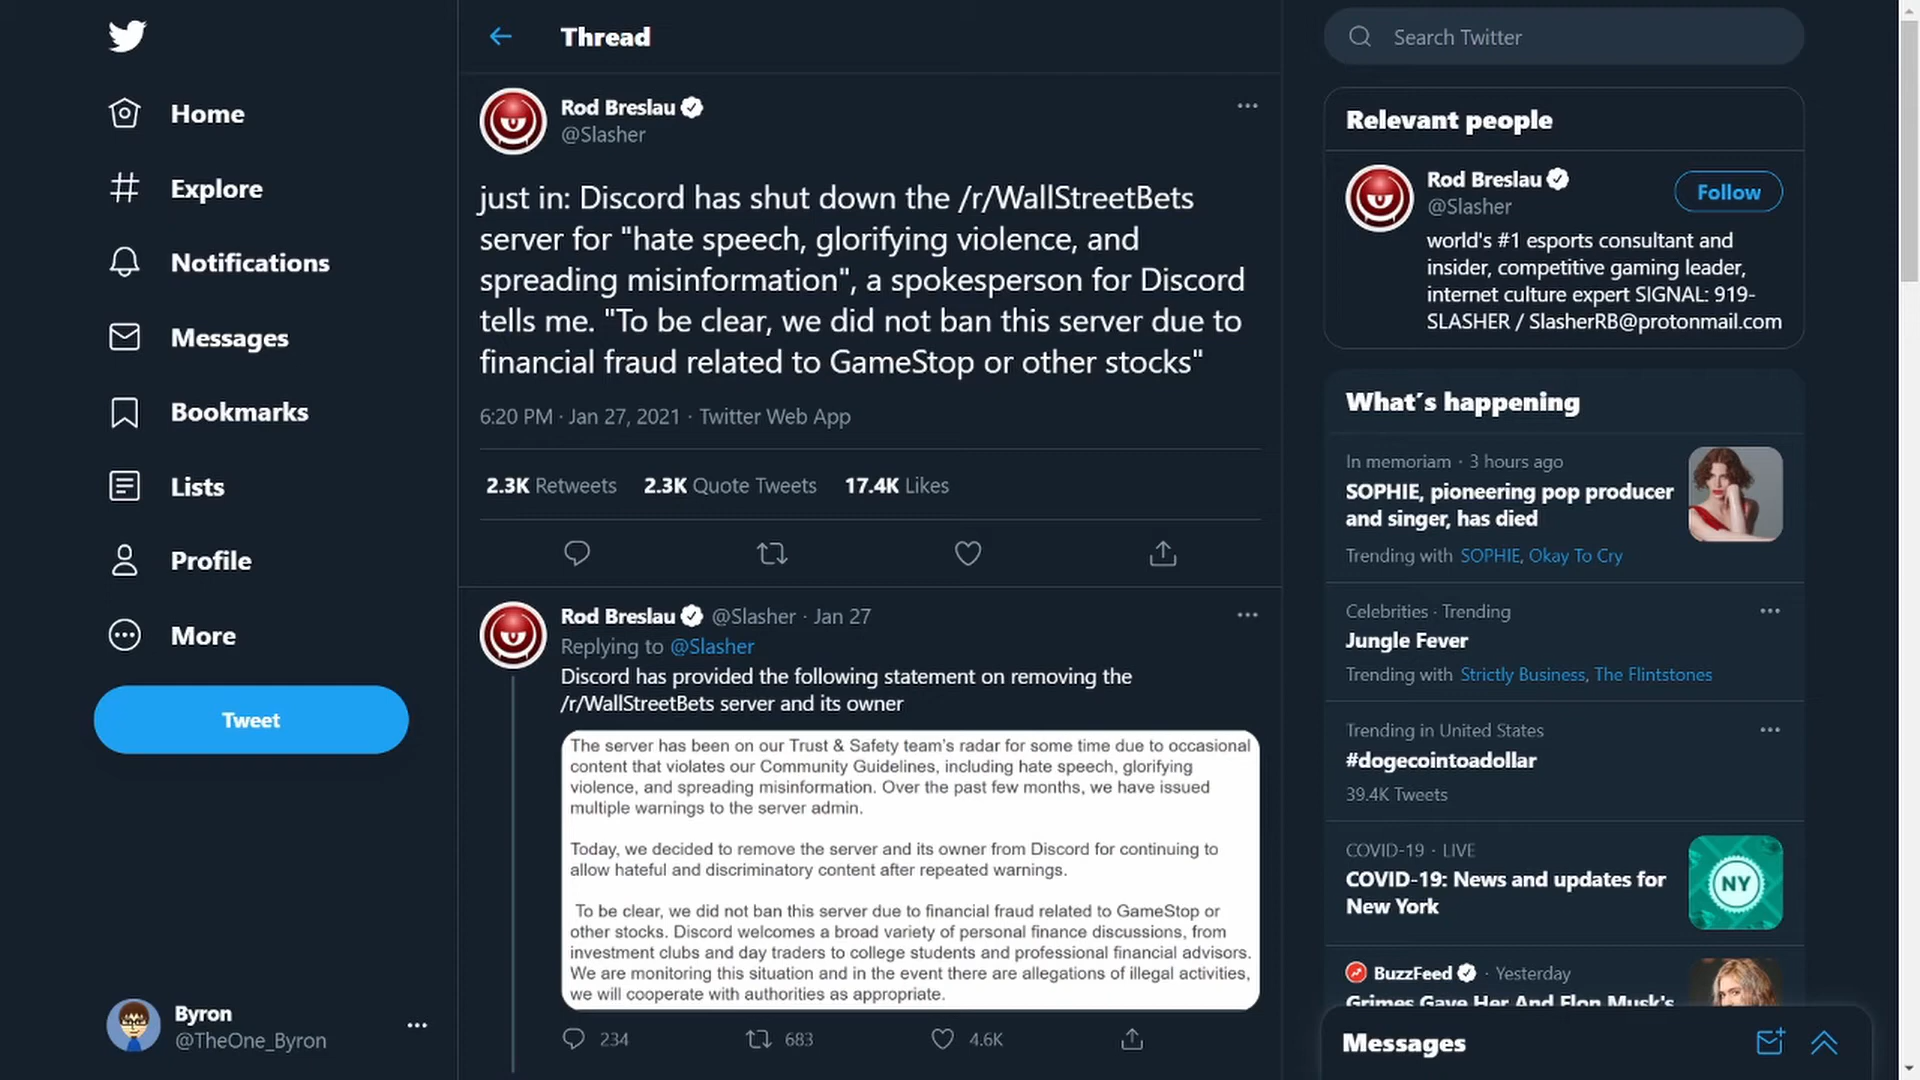 Home
Explore
Notifications
Messages
Bookmarks
Lists
Profile
More
Tweet
Byron
@TheOne_Byron
Thread
Rod Breslau
@Slasher
just in: Discord has shut down the /r/WallStreetBets
server for "hate speech, glorifying violence, and
spreading misinformation", a spokesperson for Discord
tells me. "To be clear, we did not ban this server due to
financial fraud related to GameStop or other stocks"
6:20 PM · Jan 27, 2021 · Twitter Web App
2.3K Retweets 2.3K Quote Tweets 17.4K Likes
Rod Breslau @Slasher · Jan 27
Replying to @Slasher
Discord has provided the following statement on removing the
/r/WallStreetBets server and its owner
The server has been on our Trust & Safety team's radar for some time due to occasional
content that violates our Community Guidelines, including hate speech, glorifying
violence, and spreading misinformation. Over the past few months, we have issued
multiple warnings to the server admin.
Today, we decided to remove the server and its owner from Discord for continuing to
allow hateful and discriminatory content after repeated warnings.
To be clear, we did not ban this server due to financial fraud related to GameStop or
other stocks. Discord welcomes a broad variety of personal finance discussions, from
investment clubs and day traders to college students and professional financial advisors.
We are monitoring this situation and in the event there are allegations of illegal activities,
we will cooperate with authorities as appropriate.
234 683 4.6K
Search Twitter
Relevant people
Rod Breslau
@Slasher
Follow
world's #1 esports consultant and
insider, competitive gaming leader,
internet culture expert SIGNAL: 919-
SLASHER / SlasherRB@protonmail.com
What's happening
In memoriam · 3 hours ago
SOPHIE, pioneering pop producer
and singer, has died
Trending with SOPHIE, Okay To Cry
Celebrities · Trending
Jungle Fever
Trending with Strictly Business, The Flintstones
Trending in United States
#dogecointoadollar
39.4K Tweets
COVID-19 · LIVE
COVID-19: News and updates for
New York
NY
BuzzFeed · Yesterday
Grimes Gave Her And Elon Musk's
Messages